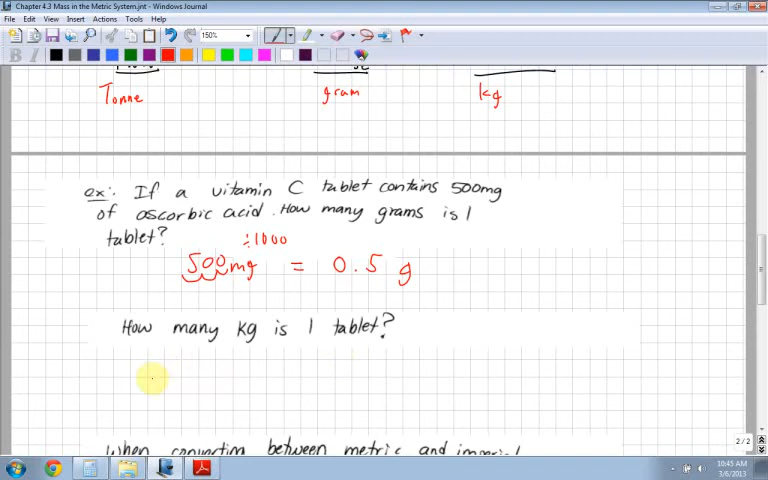 Chapter 4.3 Mass in the Metric System.jnt - Windows Journal
File Edit View Insert Actions Tools Help
150%
B I
Tonne gram kg
ex: If a vitamin C tablet contains 500mg
of ascorbic acid. How many grams is 1
tablet?
÷1000
500mg = 0.5 g
How many kg is 1 tablet?
When converting between metric and imperial
2 / 2
10:43 AM
3/6/2013